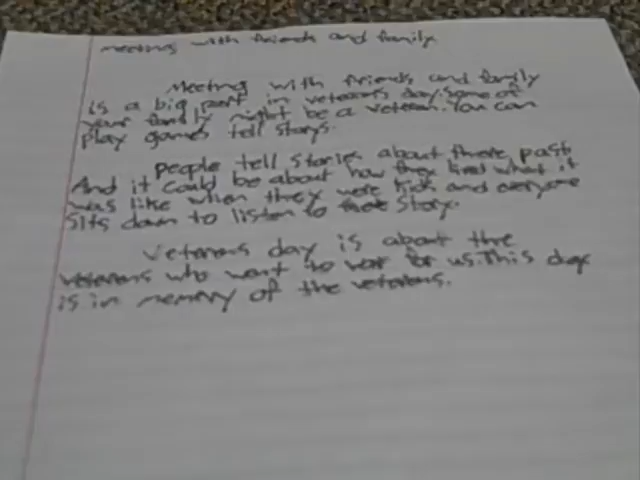 meeting with friends and family
Meeting with friends and family
is a big part in veterans day. Some of
your family might be a veteran. You can
play games tell storys.
people tell stories about there past
And it could be about how they lived what it
was like when they were kids and everyone
sits down to listen to story.
Veterans day is about the
veterans who went to war for us. This day
is in memory of the veterans.